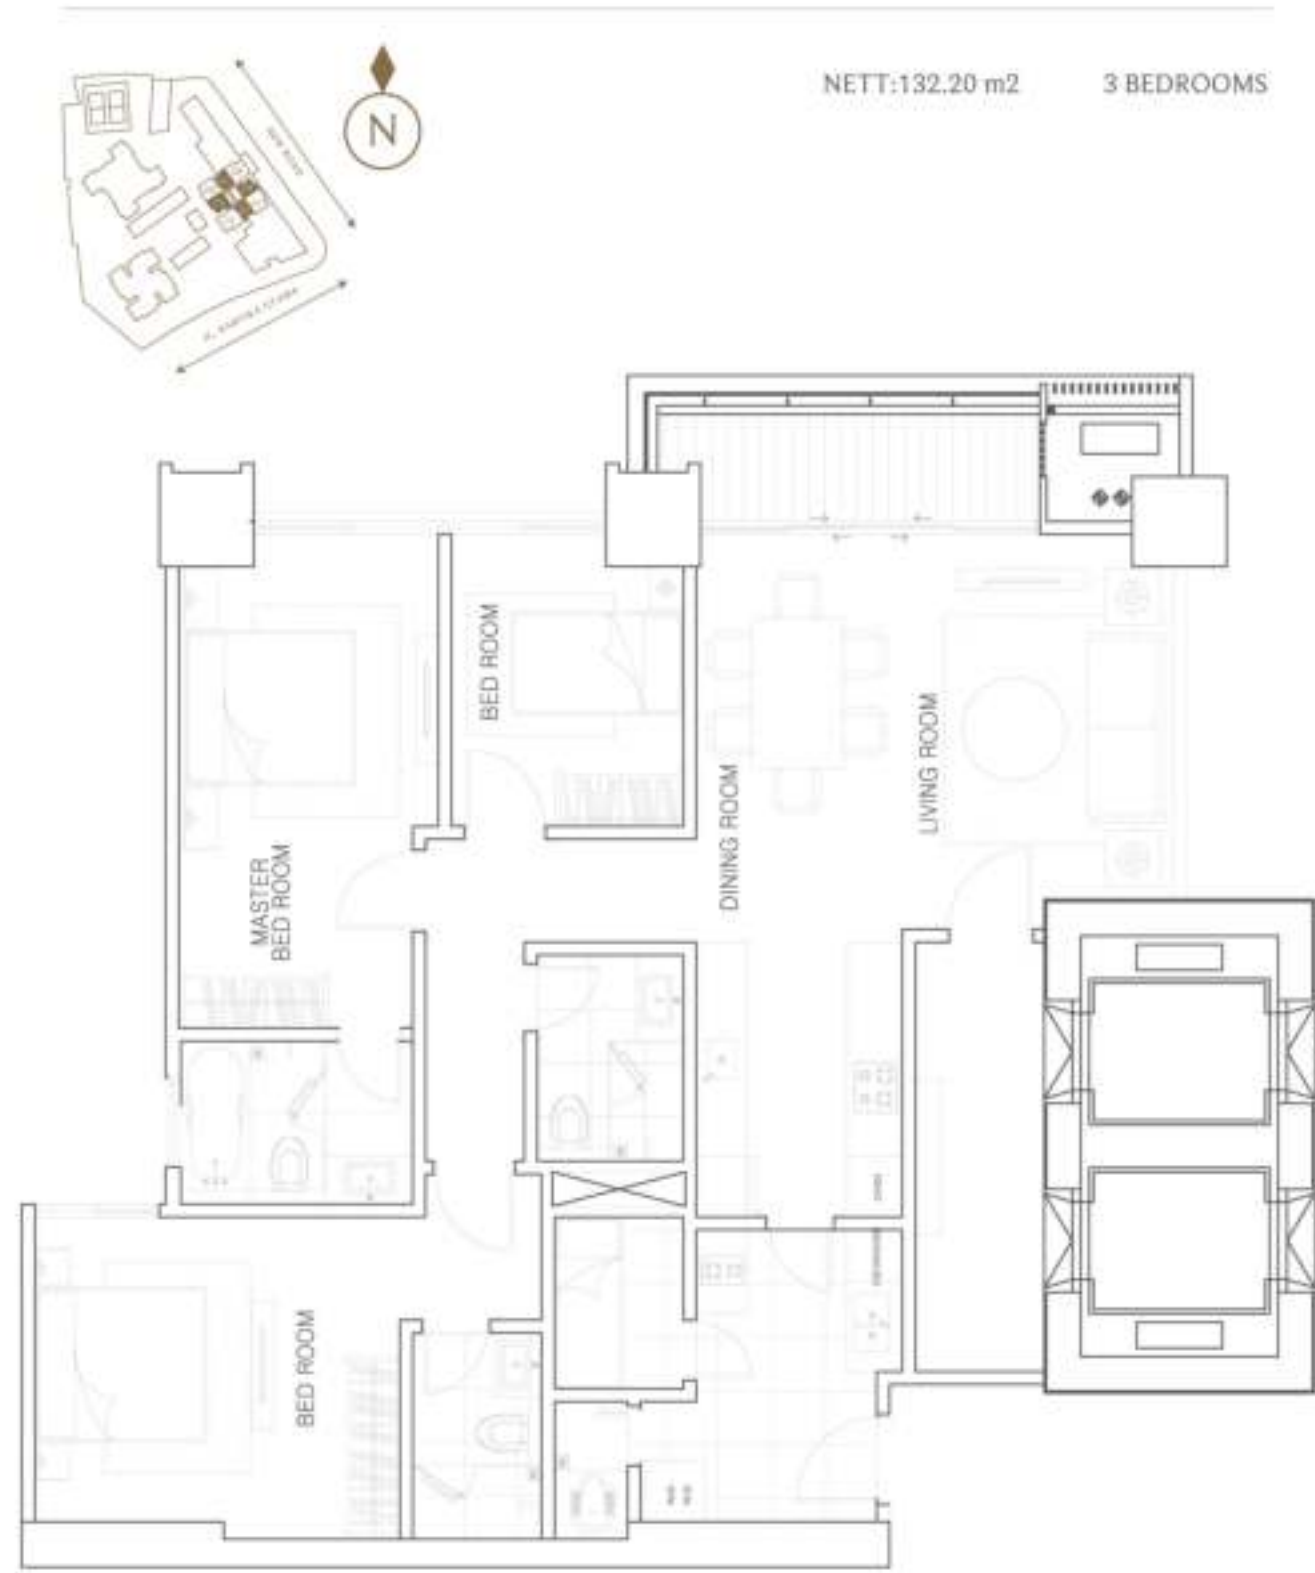 NETT:132.20 m2
3 BEDROOMS
N
BED ROOM
LIVING ROOM
DINING ROOM
MASTER
BED ROOM
BED ROOM